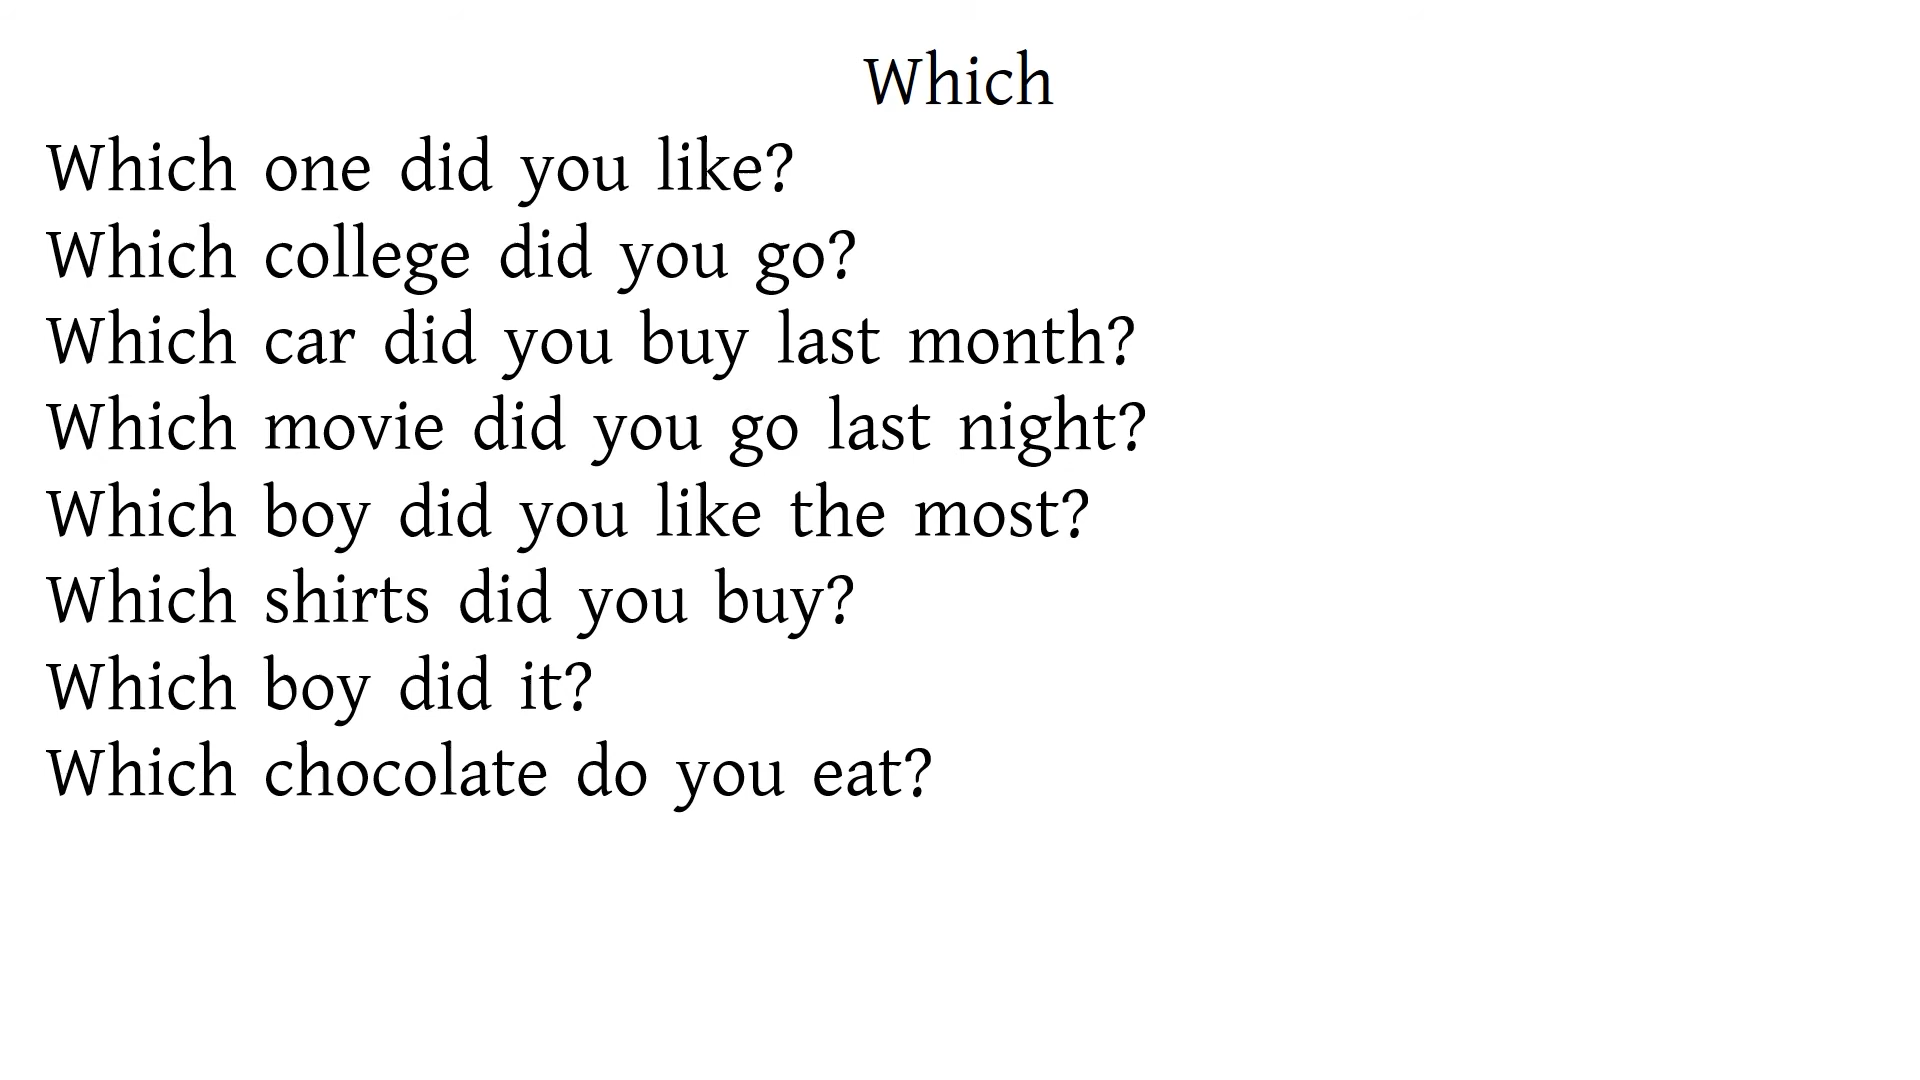 Which
Which one did you like?
Which college did you go?
Which car did you buy last month?
Which movie did you go last night?
Which boy did you like the most?
Which shirts did you buy?
Which boy did it?
Which chocolate do you eat?